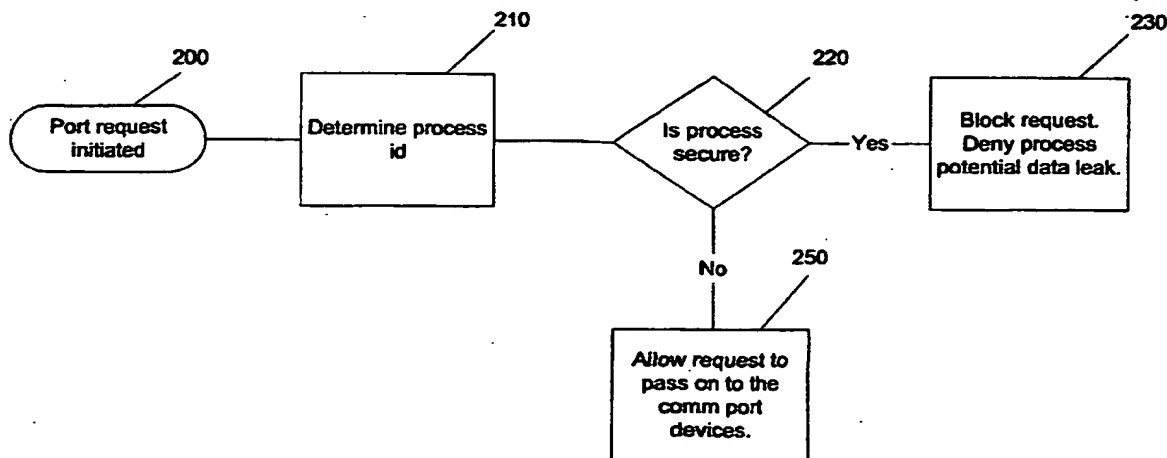 200
Port request
initiated
210
Determine process
id
220
Is process
secure?
Yes
230
Block request.
Deny process
potential data leak.
No
250
Allow request to
pass on to the
comm port
devices.